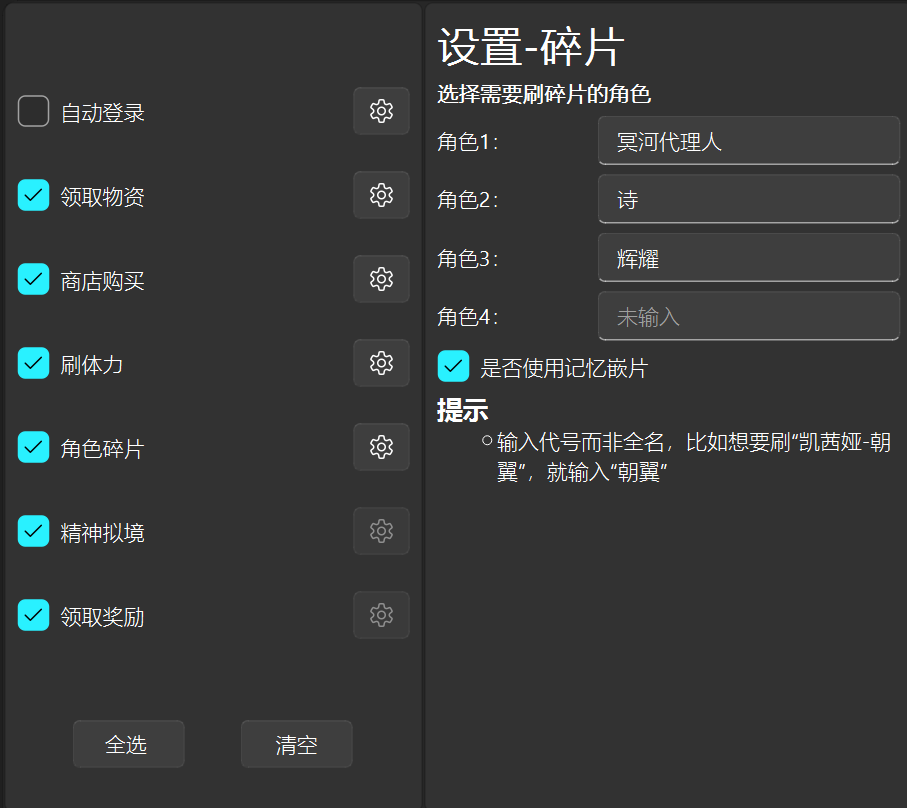 自动登录
领取物资
商店购买
刷体力
角色碎片
精神拟境
领取奖励
全选
清空
设置-碎片
选择需要刷碎片的角色
角色1：
冥河代理人
角色2：
诗
角色3：
辉耀
角色4：
未输入
是否使用记忆嵌片
提示
输入代号而非全名，比如想要刷“凯茜娅-朝
翼”，就输入“朝翼”